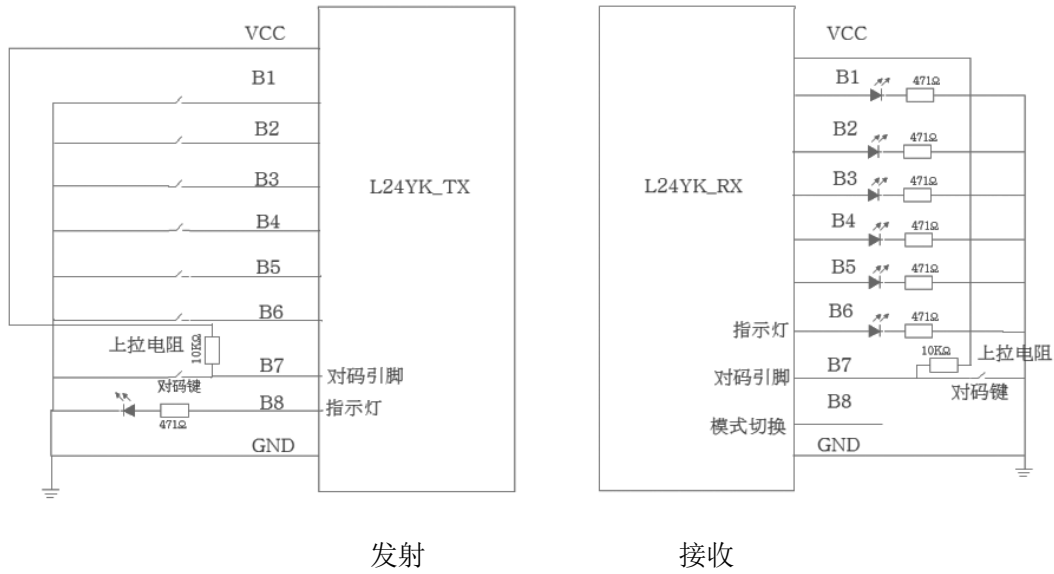 VCC
B1
B2
B3
B4
B5
B6
上拉电阻
10KΩ
B7
对码键
对码引脚
B8
471Ω
指示灯
GND
L24YK_TX
发射
VCC
B1
471Ω
B2
471Ω
B3
471Ω
L24YK_RX
B4
471Ω
B5
471Ω
B6
471Ω
指示灯
10KΩ
上拉电阻
B7
对码引脚
对码键
B8
模式切换
GND
接收